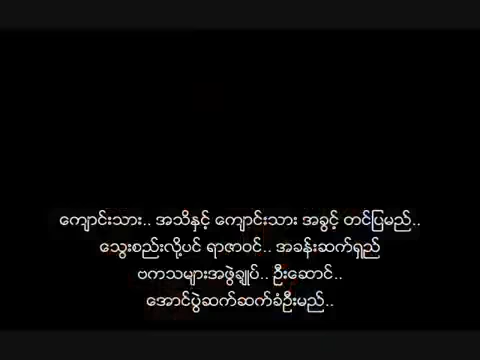 ကျောင်းသား.. အသိနှင့် ကျောင်းသား အခွင့် တင်ပြမည်..
သွေးစည်းလို့ပင် ရာဇာဝင်.. အခန်းဆက်ရှည်
ဗကသများအဖွဲ့ချုပ်.. ဦးဆောင်..
အောင်ပွဲဆက်ဆက်ခံဦးမည်..